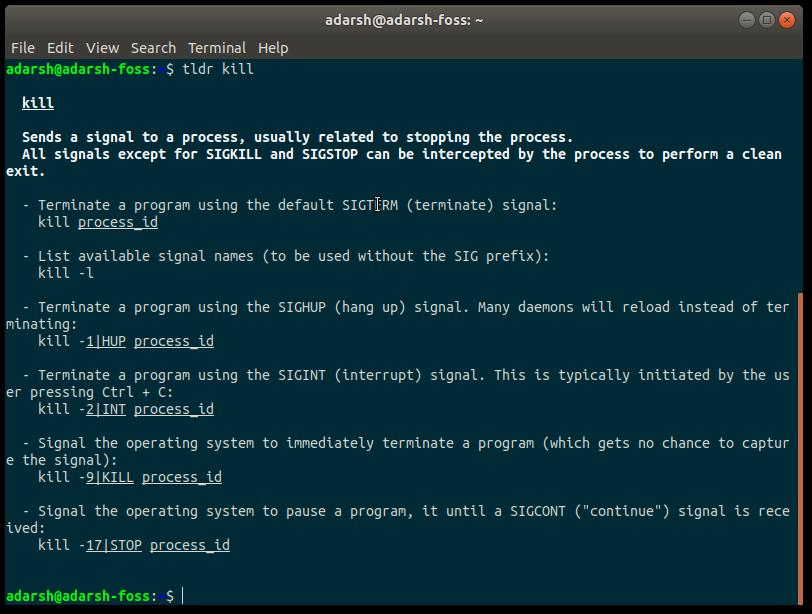 adarsh@adarsh-foss: ~
File Edit View Search Terminal Help
adarsh@adarsh-foss:~$ tldr kill
kill
Sends a signal to a process, usually related to stopping the process.
All signals except for SIGKILL and SIGSTOP can be intercepted by the process to perform a clean
exit.
- Terminate a program using the default SIGTERM (terminate) signal:
kill process_id
- List available signal names (to be used without the SIG prefix):
kill -l
- Terminate a program using the SIGHUP (hang up) signal. Many daemons will reload instead of ter
minating:
kill -1|HUP process_id
- Terminate a program using the SIGINT (interrupt) signal. This is typically initiated by the us
er pressing Ctrl + C:
kill -2|INT process_id
- Signal the operating system to immediately terminate a program (which gets no chance to captur
e the signal):
kill -9|KILL process_id
- Signal the operating system to pause a program, it until a SIGCONT ("continue") signal is rece
ived:
kill -17|STOP process_id
adarsh@adarsh-foss:~$